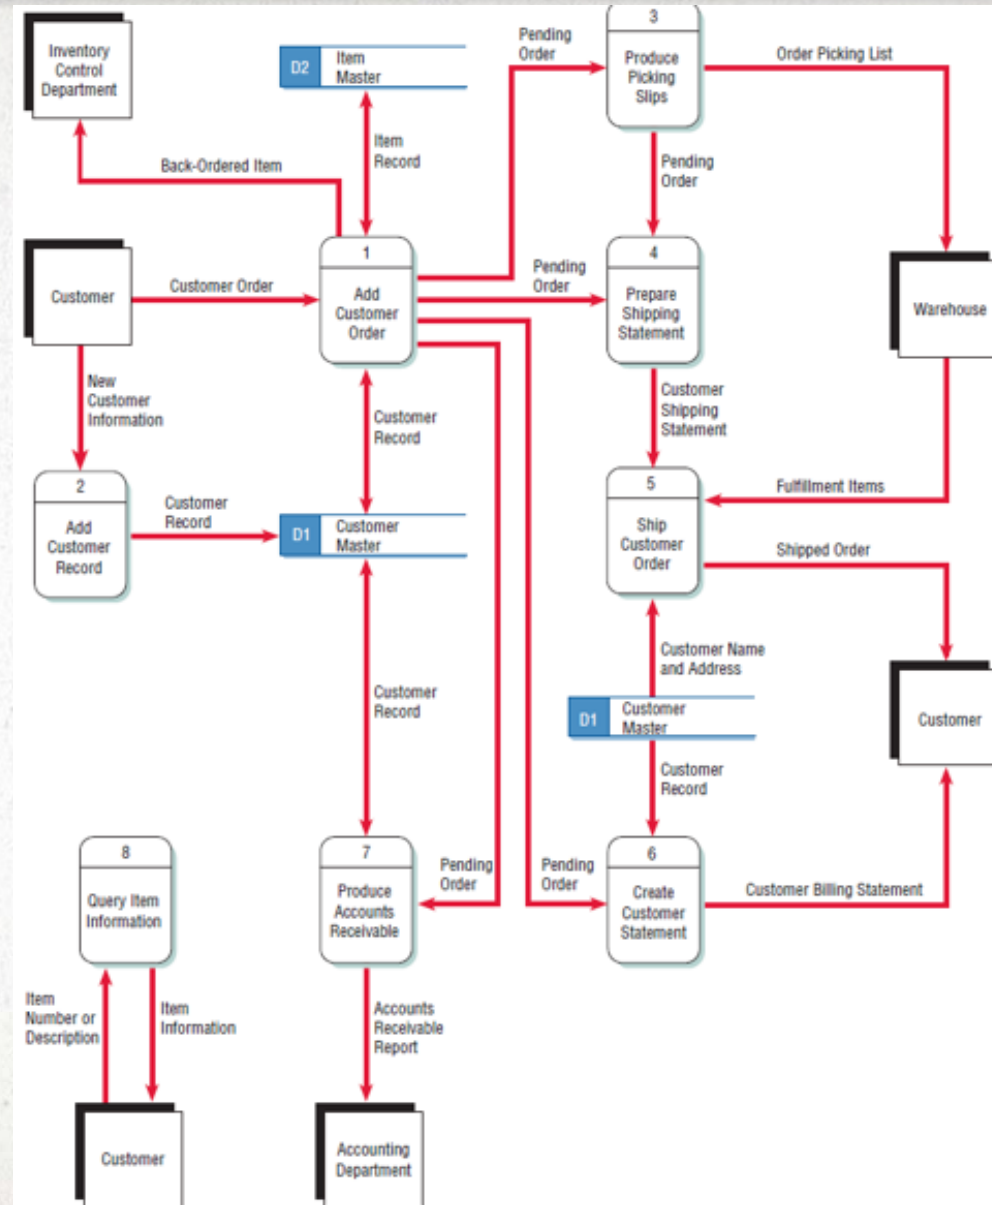 Inventory
Control
Department
D2
Item
Master
Pending
Order
3
Produce
Picking
Slips
Order Picking List
Back-Ordered Item
Item
Record
Pending
Order
Customer
Customer Order
1
Add
Customer
Order
Pending
Order
4
Prepare
Shipping
Statement
Warehouse
New
Customer
Information
Customer
Record
Customer
Shipping
Statement
2
Add
Customer
Record
Customer
Record
D1
Customer
Master
5
Ship
Customer
Order
Fulfillment Items
Shipped Order
Customer
Record
Customer Name
and Address
D1
Customer
Master
Customer
Customer
Record
8
Query Item
Information
7
Produce
Accounts
Receivable
Pending
Order
Pending
Order
6
Create
Customer
Statement
Customer Billing Statement
Item
Number or
Description
Item
Information
Accounts
Receivable
Report
Customer
Accounting
Department